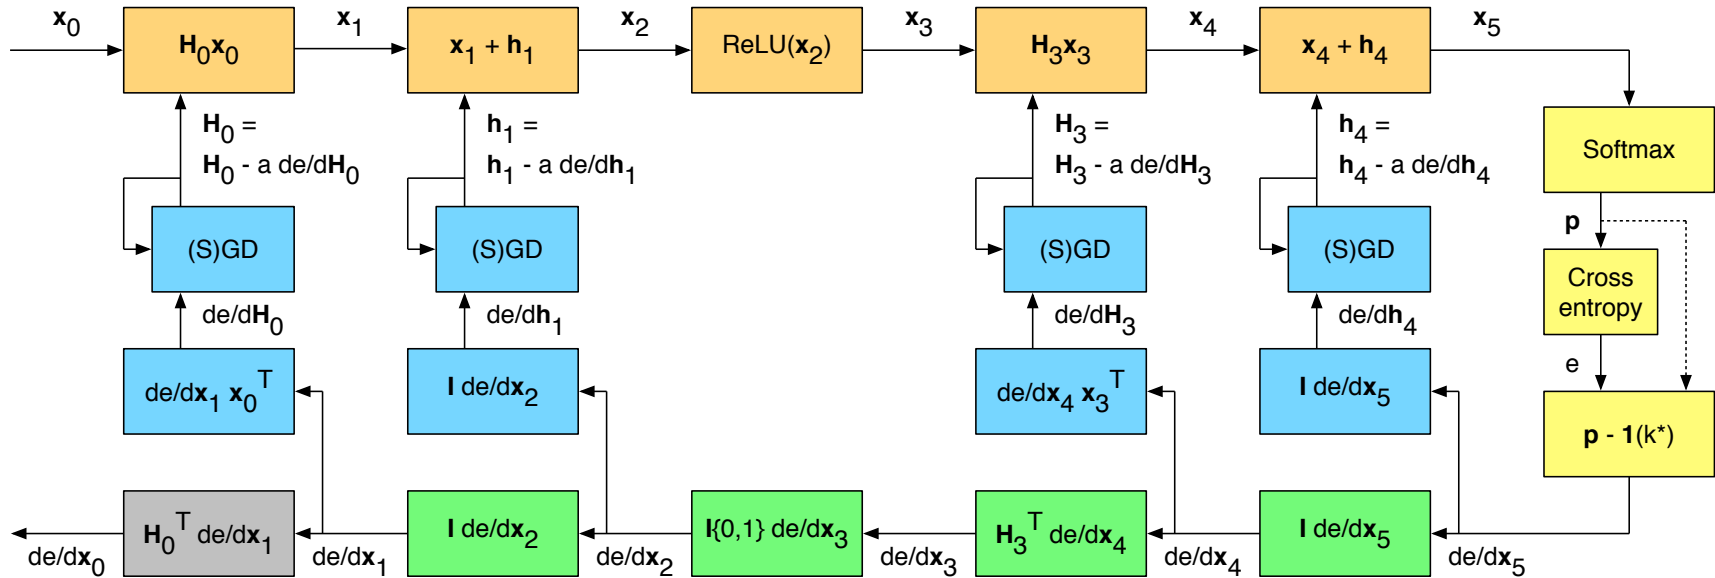 x0
x1
x2
x3
x4
x5
H0x0
x1 + h1
ReLU(x2)
H3x3
x4 + h4
H0 =
H0 - a de/dH0
h1 =
h1 - a de/dh1
H3 =
H3 - a de/dH3
h4 =
h4 - a de/dh4
Softmax
p
(S)GD
(S)GD
(S)GD
(S)GD
Cross
entropy
de/dH0
de/dh1
de/dH3
de/dh4
e
de/dx1 x0^T
I de/dx2
de/dx4 x3^T
I de/dx5
p - 1(k*)
H0^T de/dx1
I de/dx2
I{0,1} de/dx3
H3^T de/dx4
I de/dx5
de/dx0
de/dx1
de/dx2
de/dx3
de/dx4
de/dx5